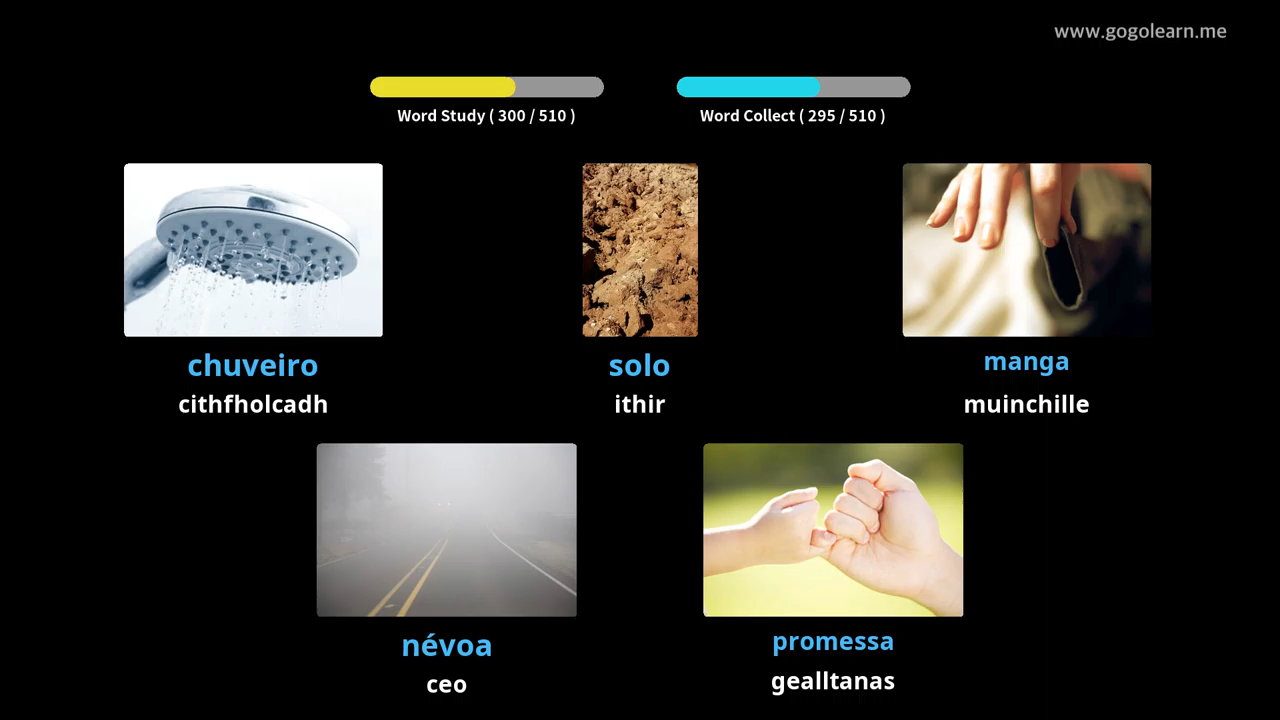 www.gogolearn.me
Word Study ( 300 / 510 )
Word Collect ( 295 / 510 )
chuveiro
cithfholcadh
solo
ithir
manga
muinchille
névoa
ceo
promessa
gealltanas